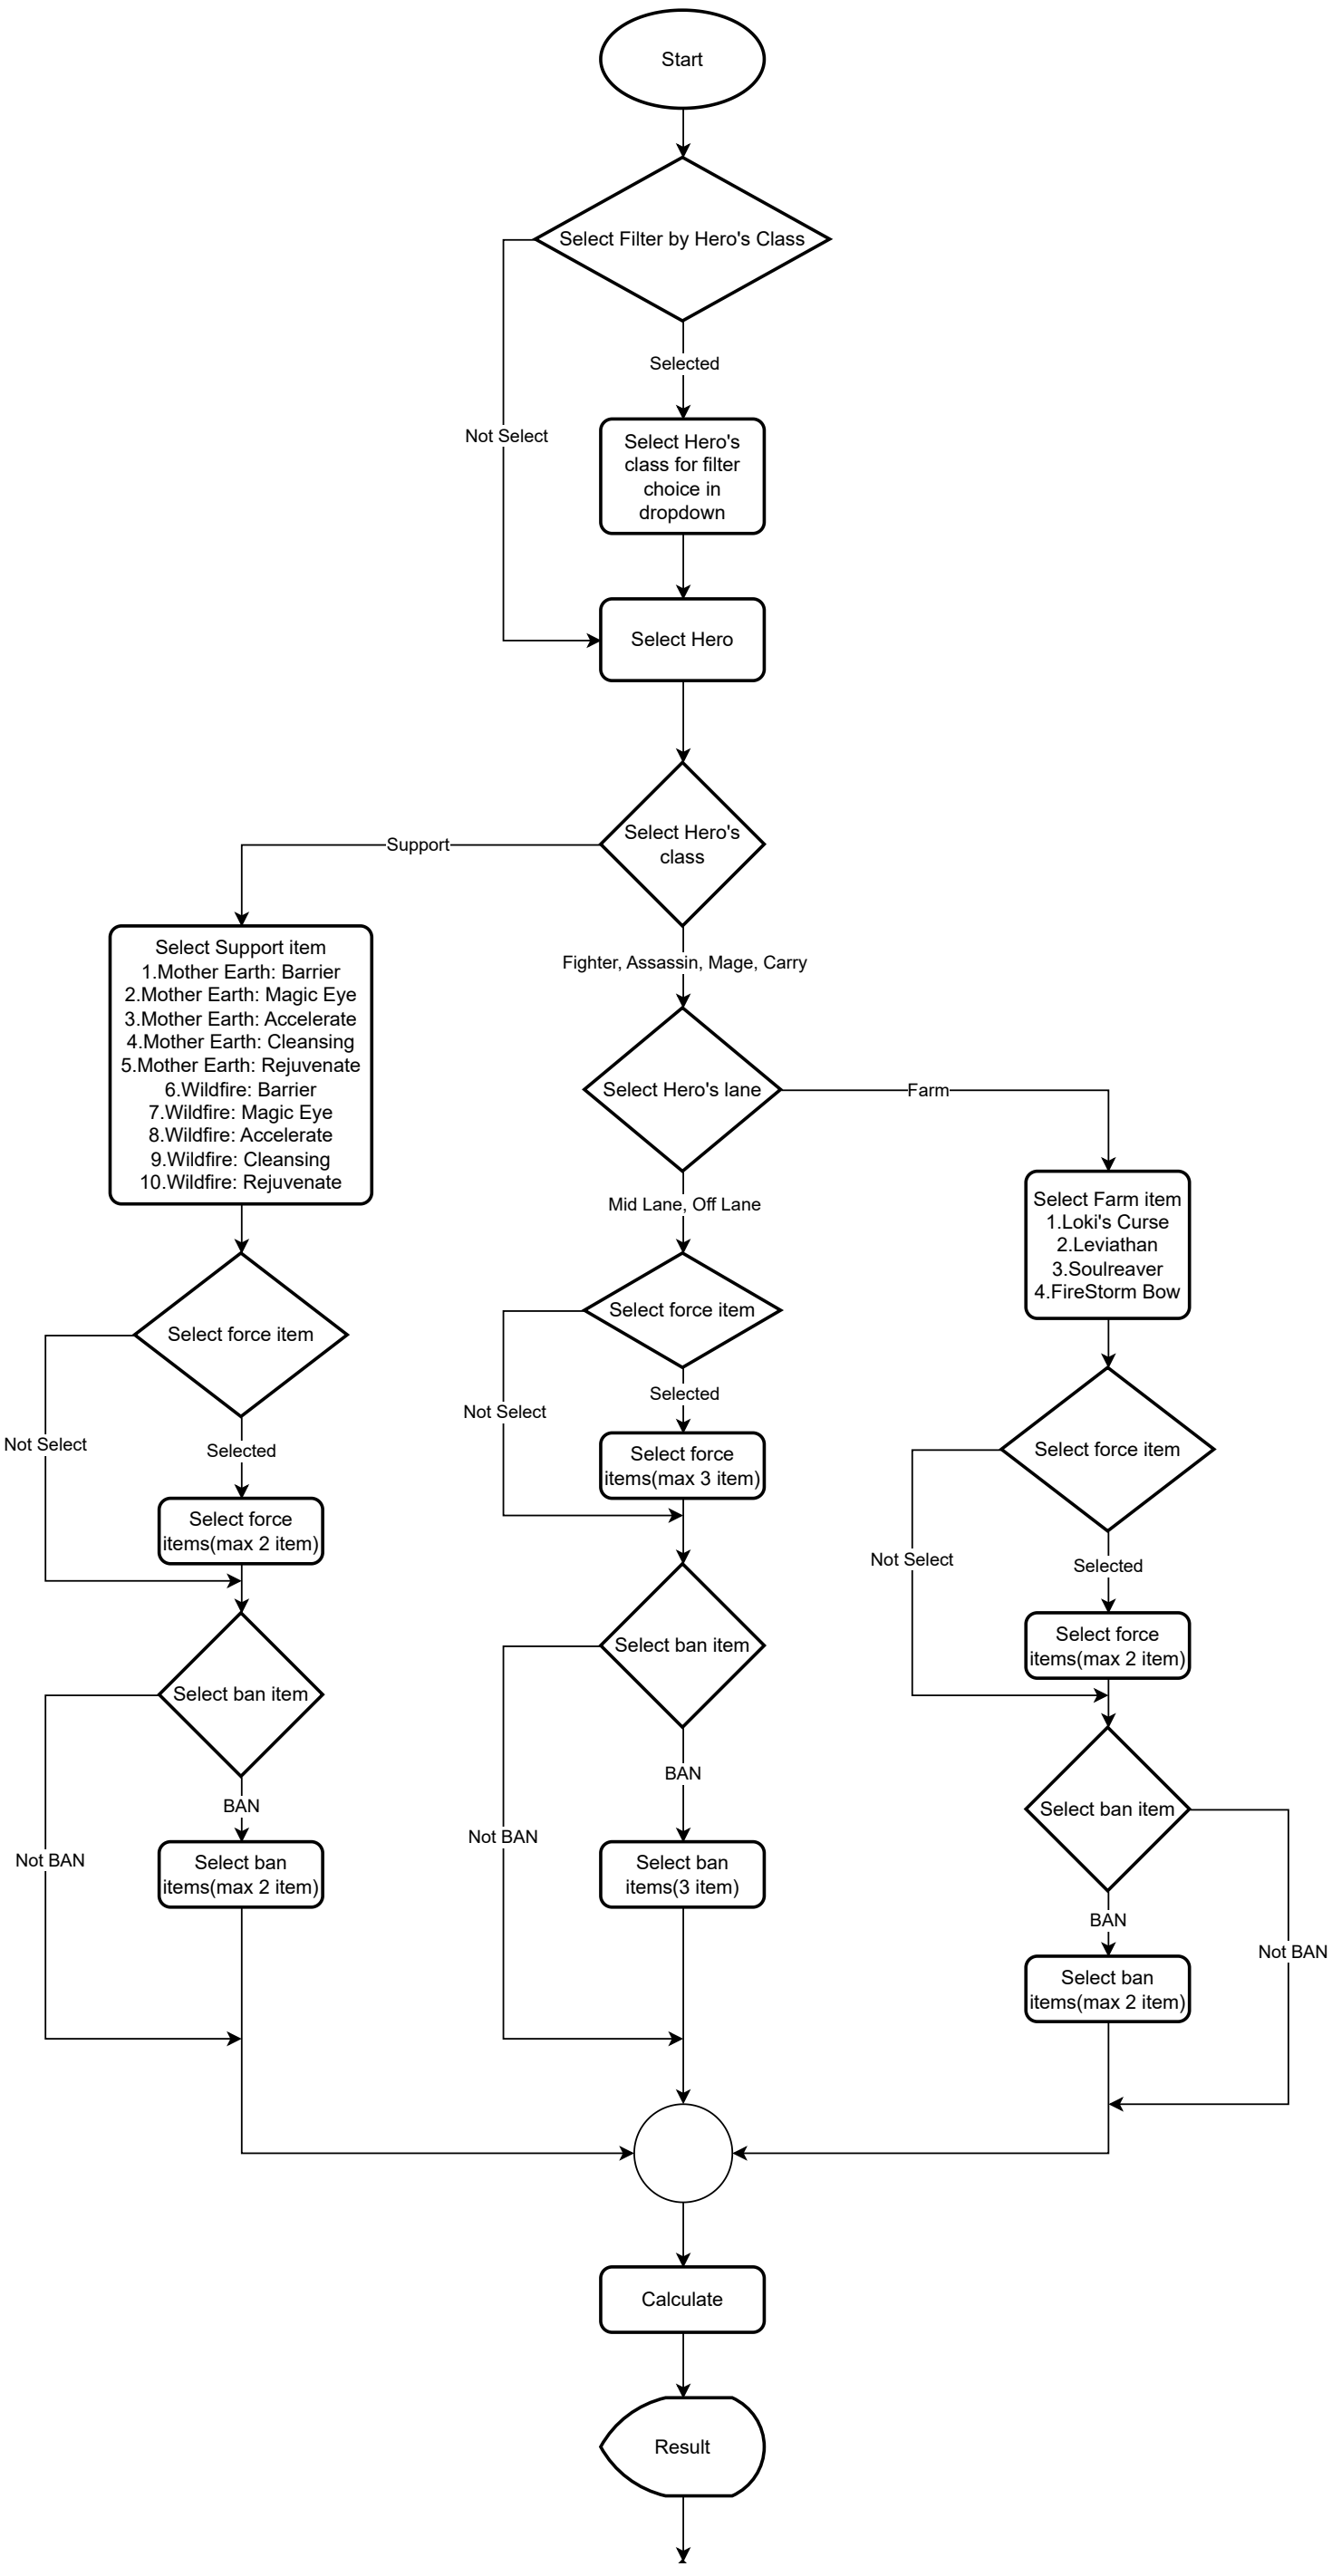 Start
Select Filter by Hero's Class
Selected
Not Select
Select Hero's
class for filter
choice in
dropdown
Select Hero
Select Hero's
class
Support
Fighter, Assassin, Mage, Carry
Select Support item
1.Mother Earth: Barrier
2.Mother Earth: Magic Eye
3.Mother Earth: Accelerate
4.Mother Earth: Cleansing
5.Mother Earth: Rejuvenate
6.Wildfire: Barrier
7.Wildfire: Magic Eye
8.Wildfire: Accelerate
9.Wildfire: Cleansing
10.Wildfire: Rejuvenate
Select force item
Not Select
Selected
Select force
items(max 2 item)
Select ban item
BAN
Not BAN
Select ban
items(max 2 item)
Select Hero's lane
Farm
Mid Lane, Off Lane
Select force item
Selected
Not Select
Select force
items(max 3 item)
Select ban item
BAN
Not BAN
Select ban
items(3 item)
Select Farm item
1.Loki's Curse
2.Leviathan
3.Soulreaver
4.FireStorm Bow
Select force item
Not Select
Selected
Select force
items(max 2 item)
Select ban item
BAN
Not BAN
Select ban
items(max 2 item)
Calculate
Result